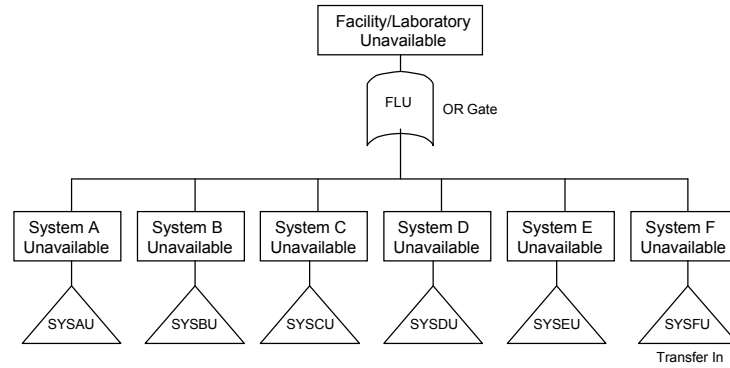 Facility/Laboratory
Unavailable
FLU
OR Gate
System A
Unavailable
System B
Unavailable
System C
Unavailable
System D
Unavailable
System E
Unavailable
System F
Unavailable
SYSAU
SYSBU
SYSCU
SYSDU
SYSEU
SYSFU
Transfer In